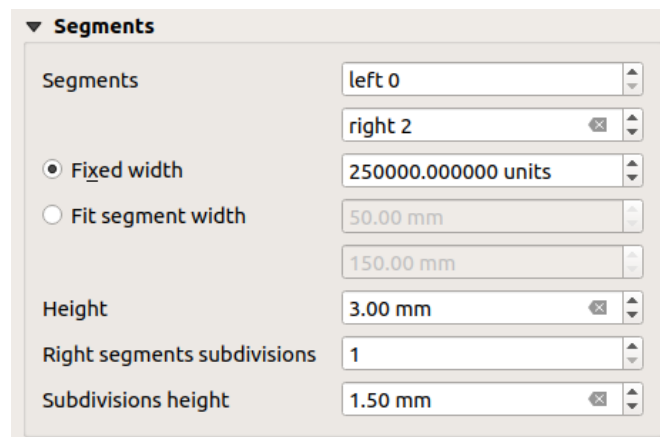 Segments
Segments left 0
right 2
Fixed width 250000.000000 units
Fit segment width 50.00 mm
150.00 mm
Height 3.00 mm
Right segments subdivisions 1
Subdivisions height 1.50 mm